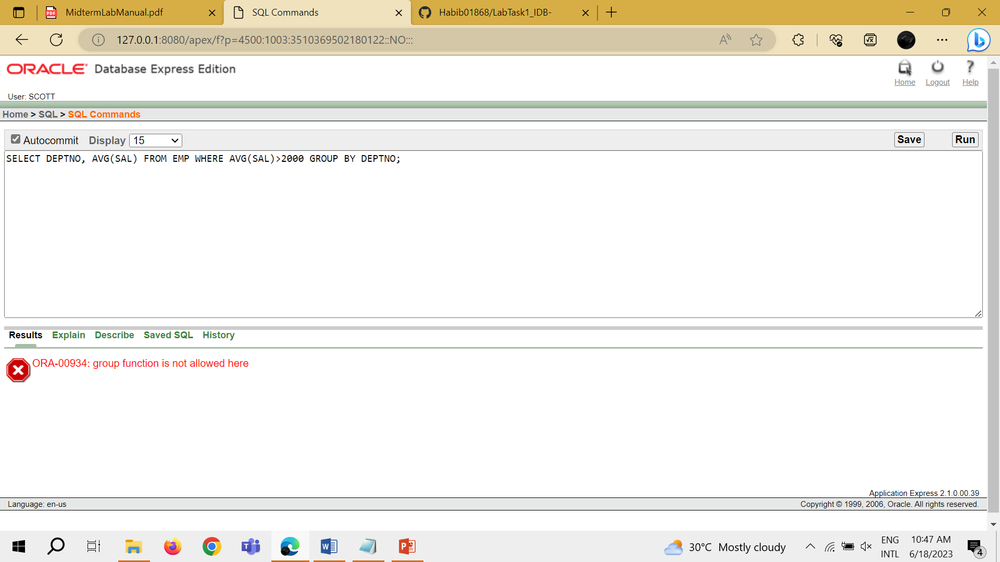 MidtermLabManual.pdf
SQL Commands
Habib01868/LabTask1_IDB-
127.0.0.1:8080/apex/f?p=4500:1003:3510369502180122::NO:::
ORACLE Database Express Edition
Home
Logout
Help
User: SCOTT
Home > SQL > SQL Commands
Autocommit Display 15
Save
Run
SELECT DEPTNO, AVG(SAL) FROM EMP WHERE AVG(SAL)>2000 GROUP BY DEPTNO;
Results Explain Describe Saved SQL History
ORA-00934: group function is not allowed here
Application Express 2.1.0.00.39
Language: en-us
Copyright © 1999, 2006, Oracle. All rights reserved.
30°C Mostly cloudy
ENG
INTL
10:47 AM
6/18/2023
4